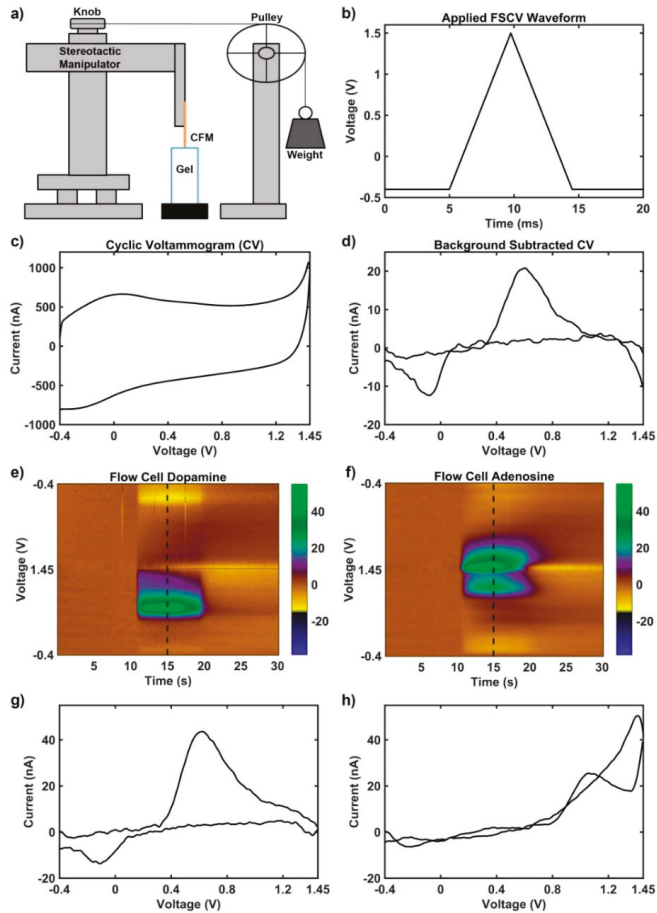 a)
Knob
Pulley
Stereotactic
Manipulator
CFM
Gel
Weight
b)
Applied FSCV Waveform
1.5
1.0
0.5
0
-0.5
Voltage (V)
0
5
10
15
20
Time (ms)
c)
Cyclic Voltammogram (CV)
1000
500
0
-500
-1000
Current (nA)
-0.4
0
0.4
0.8
1.2
1.45
Voltage (V)
d)
Background Subtracted CV
20
10
0
-10
-20
Current (nA)
-0.4
0
0.4
0.8
1.2
1.45
Voltage (V)
e)
Flow Cell Dopamine
-0.4
1.45
-0.4
Voltage (V)
5
10
15
20
25
30
Time (s)
40
20
0
-20
f)
Flow Cell Adenosine
-0.4
1.45
-0.4
Voltage (V)
5
10
15
20
25
30
Time (s)
40
20
0
-20
g)
40
20
0
-20
Current (nA)
-0.4
0
0.4
0.8
1.2
1.45
Voltage (V)
h)
40
20
0
-20
Current (nA)
-0.4
0
0.4
0.8
1.2
1.45
Voltage (V)